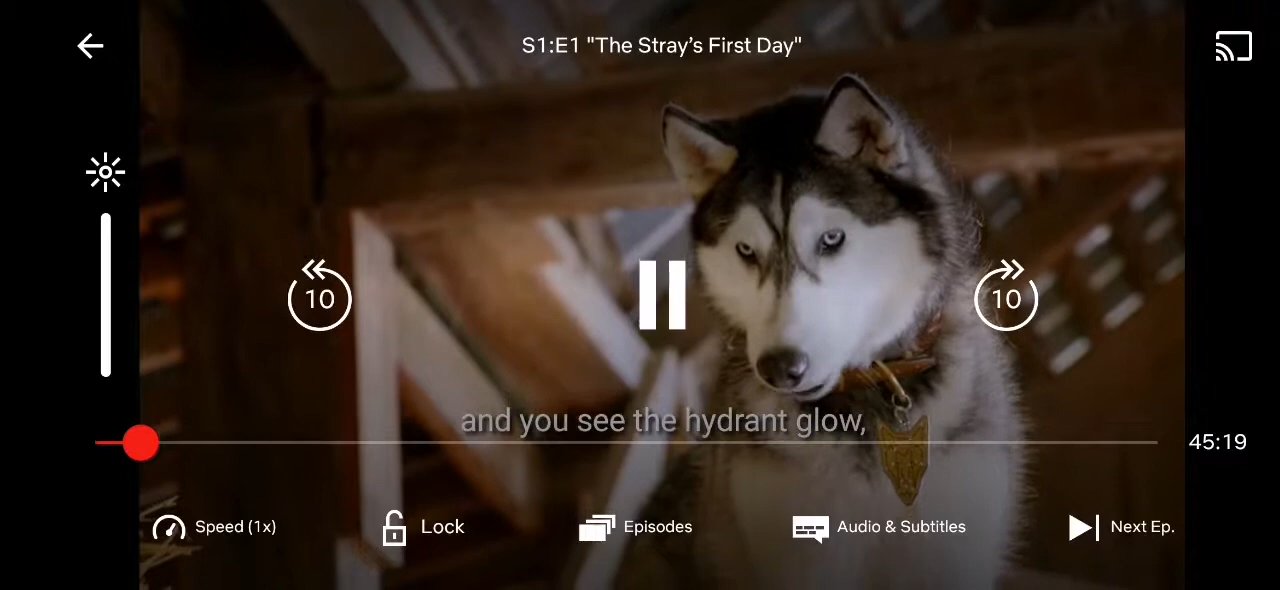 S1:E1 "The Stray’s First Day"
10
10
and you see the hydrant glow,
45:19
Speed (1x)
Lock
Episodes
Audio & Subtitles
Next Ep.